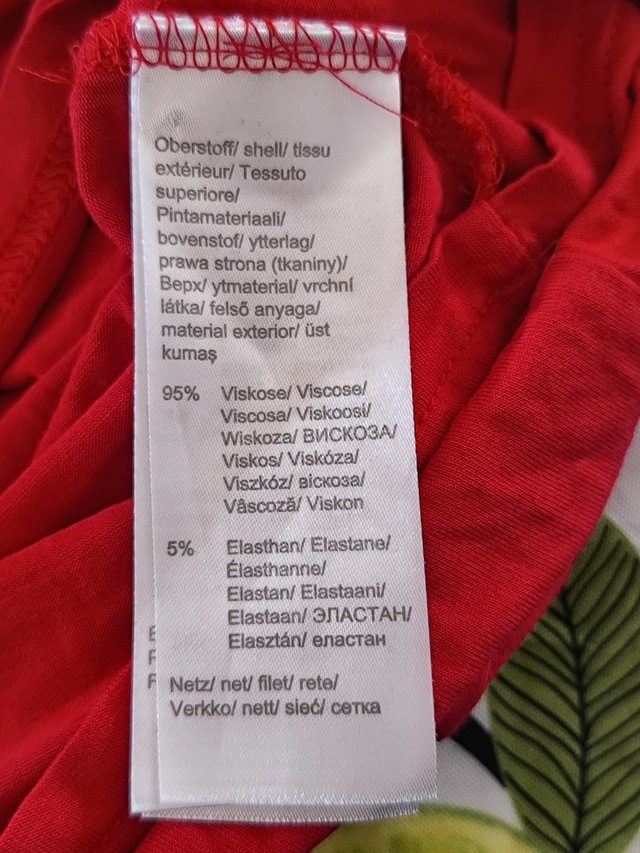 Oberstoff/ shell/ tissu
extérieur/ Tessuto
superiore/
Pintamateriaali/
bovenstof/ ytterlag/
prawa strona (tkaniny)/
Верх/ ytmaterial/ vrchní
látka/ felső anyaga/
material exterior/ üst
kumaş
95% Viskose/ Viscose/
Viscosa/ Viskoosi/
Wiskoza/ ВИСКОЗА/
Viskos/ Viskóza/
Viszkóz/ віскоза/
Vâscoză/ Viskon
5% Elasthan/ Elastane/
Élasthanne/
Elastan/ Elastaani/
Elastaan/ ЭЛАСТАН/
Elasztán/ еластан
Netz/ net/ filet/ rete/
Verkko/ nett/ sieć/ сетка